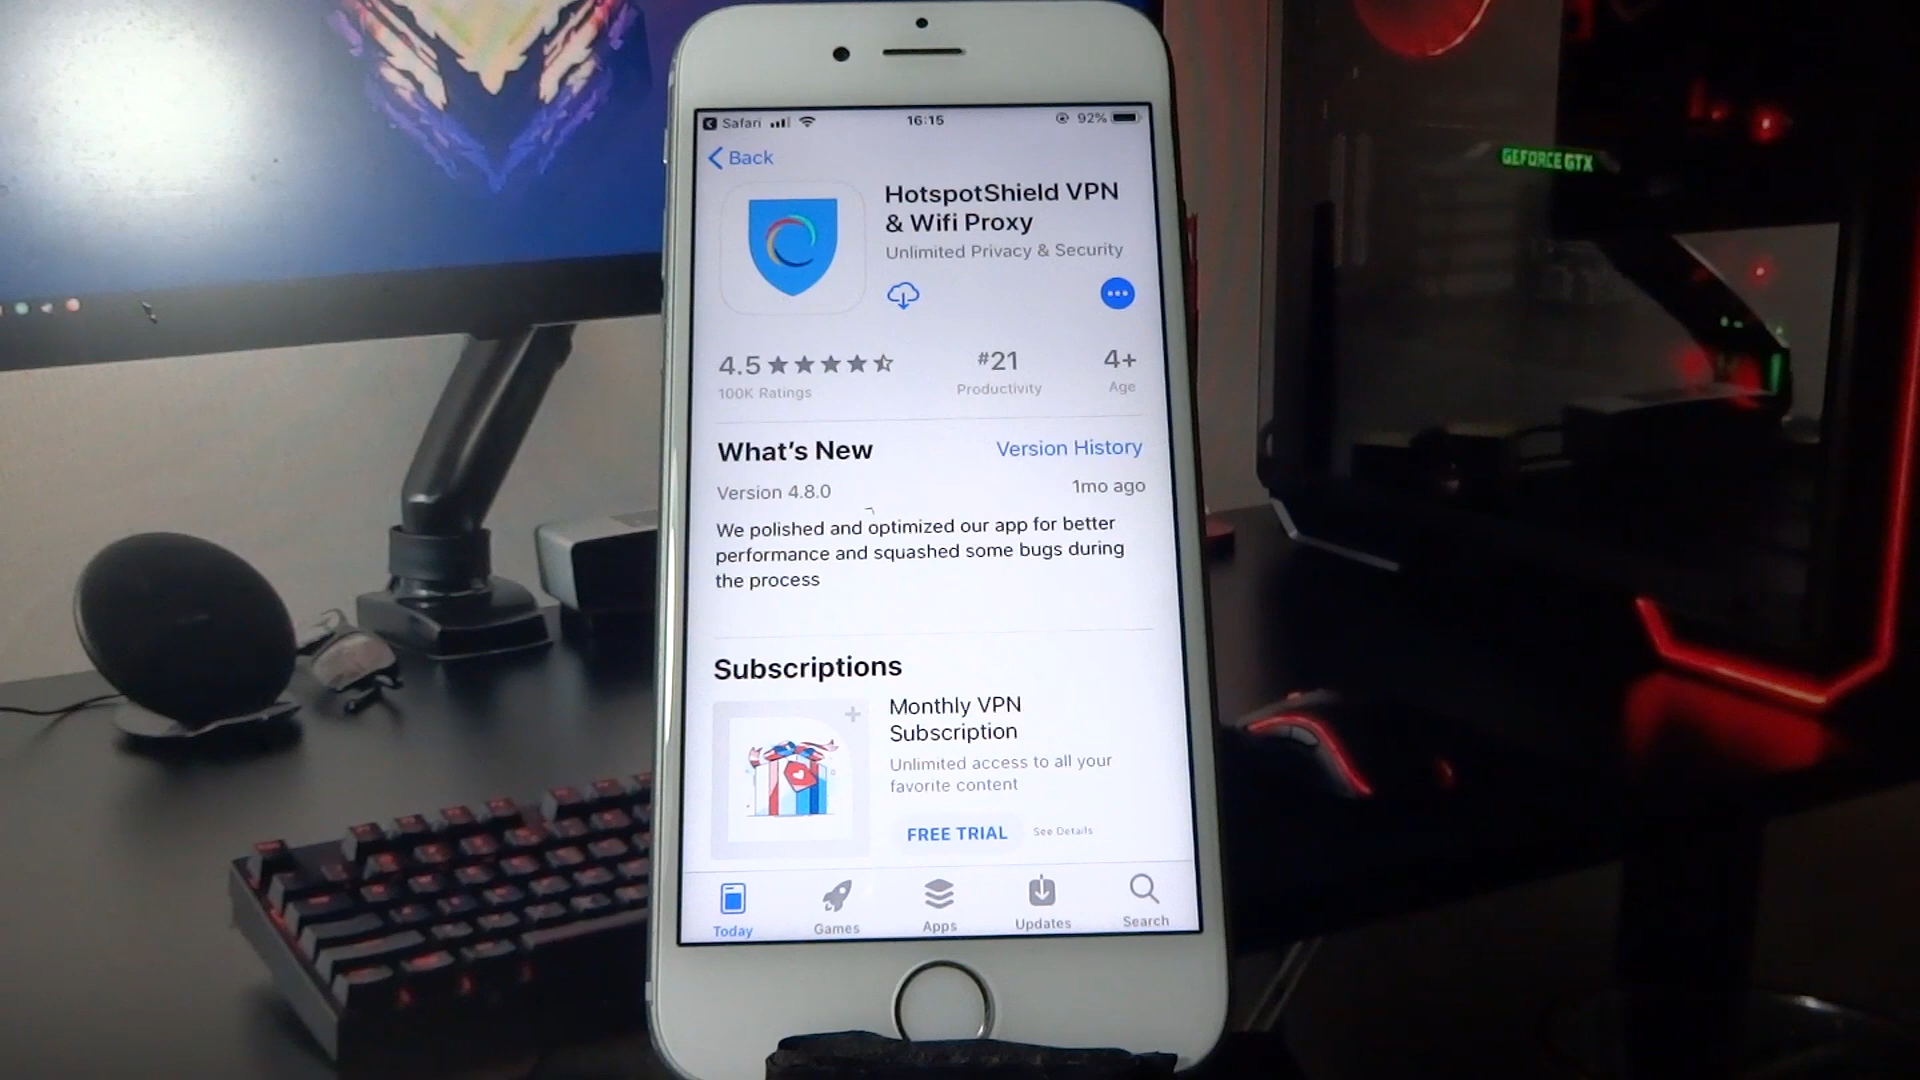 Safari
16:15
92%
Back
HotspotShield VPN
& Wifi Proxy
Unlimited Privacy & Security
4.5
#21
4+
100K Ratings
Productivity
Age
What's New
Version History
Version 4.8.0
1mo ago
We polished and optimized our app for better
performance and squashed some bugs during
the process
Subscriptions
Monthly VPN
Subscription
Unlimited access to all your
favorite content
FREE TRIAL
See Details
Today
Games
Apps
Updates
Search
GEFORCE GTX